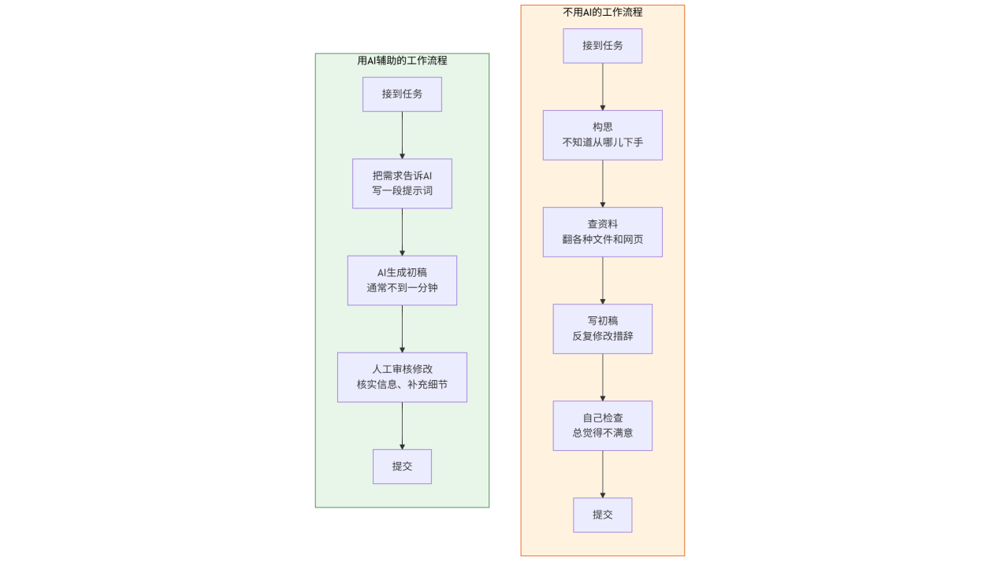 用AI辅助的工作流程
接到任务
把需求告诉AI
写一段提示词
AI生成初稿
通常不到一分钟
人工审核修改
核实信息、补充细节
提交
不用AI的工作流程
接到任务
构思
不知道从哪儿下手
查资料
翻各种文件和网页
写初稿
反复修改措辞
自己检查
总觉得不满意
提交